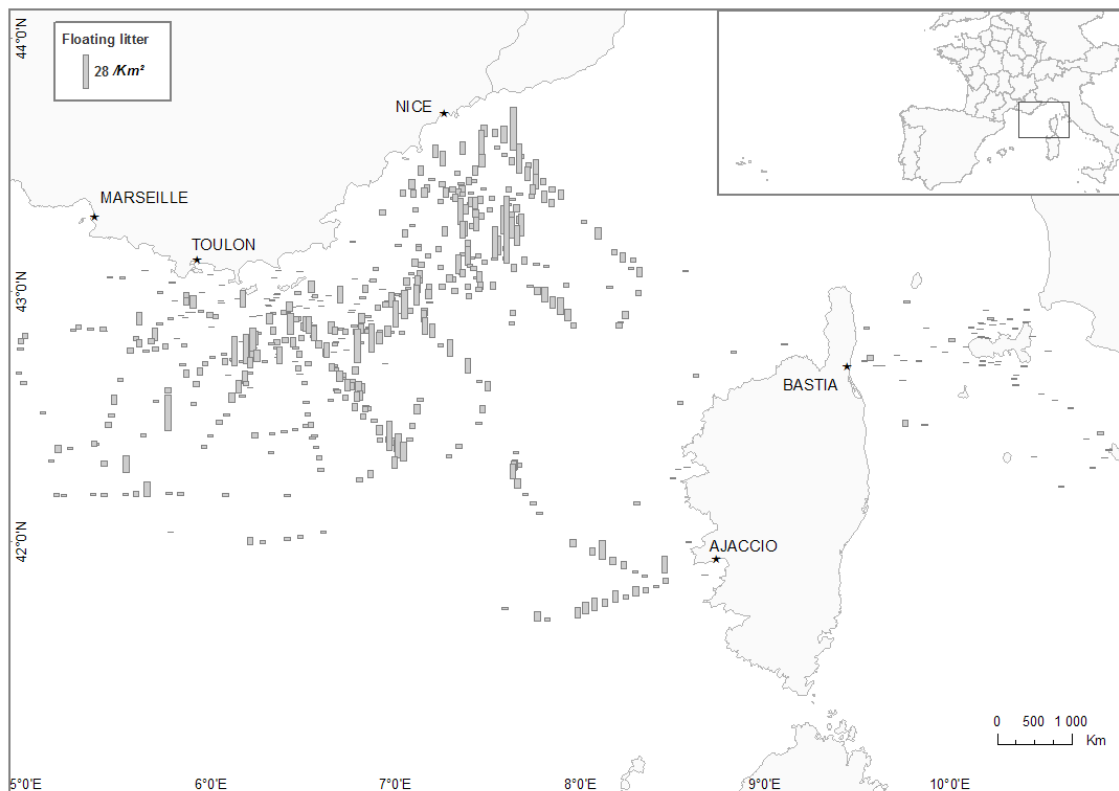 Floating litter
28 /Km²
44°0'N
NICE
MARSEILLE
TOULON
43°0'N
BASTIA
42°0'N
AJACCIO
0 500 1 000
Km
5°0'E 6°0'E 7°0'E 8°0'E 9°0'E 10°0'E